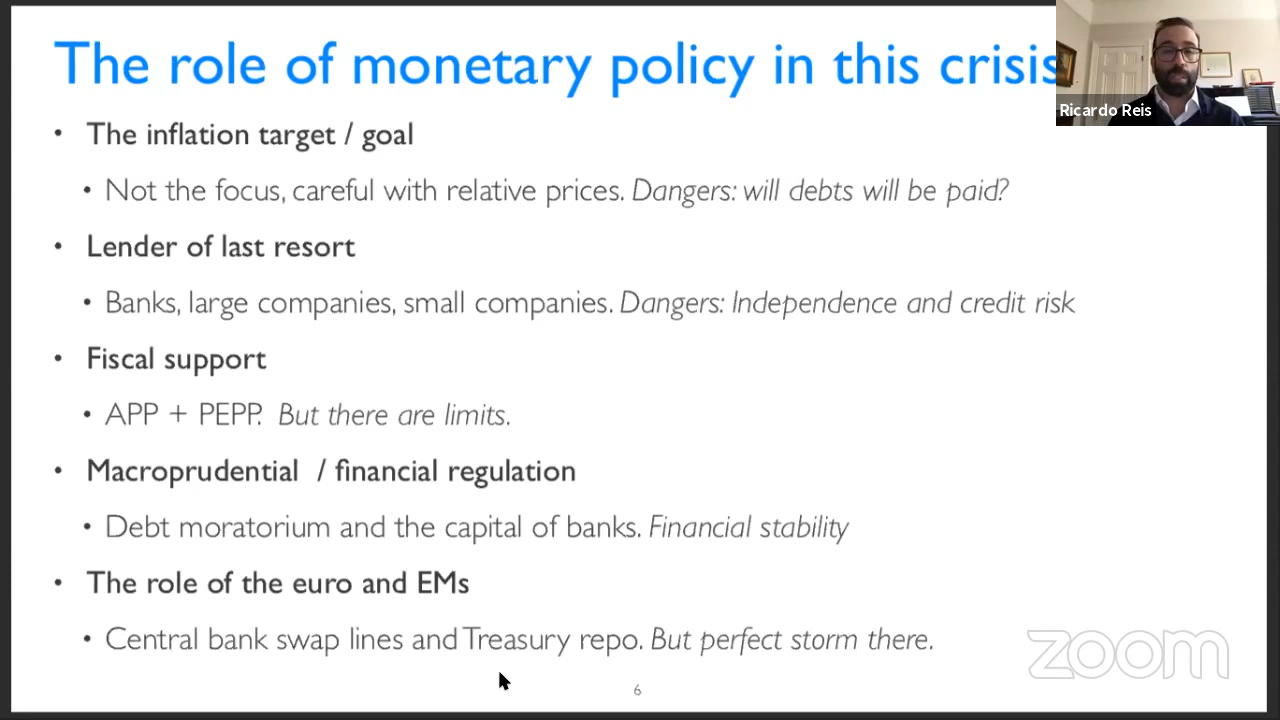 The role of monetary policy in this crisis
Ricardo Reis
• The inflation target / goal
• Not the focus, careful with relative prices. Dangers: will debts will be paid?
• Lender of last resort
• Banks, large companies, small companies. Dangers: Independence and credit risk
• Fiscal support
• APP + PEPP. But there are limits.
• Macroprudential / financial regulation
• Debt moratorium and the capital of banks. Financial stability
• The role of the euro and EMs
• Central bank swap lines and Treasury repo. But perfect storm there.
zoom
6